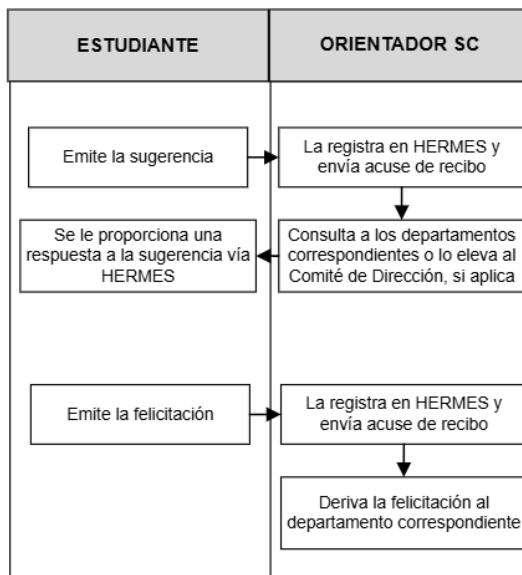 ESTUDIANTE
ORIENTADOR SC
Emite la sugerencia
La registra en HERMES y
envía acuse de recibo
Se le proporciona una
respuesta a la sugerencia vía
HERMES
Consulta a los departamentos
correspondientes o lo eleva al
Comité de Dirección, si aplica
Emite la felicitación
La registra en HERMES y
envía acuse de recibo
Deriva la felicitación al
departamento correspondiente